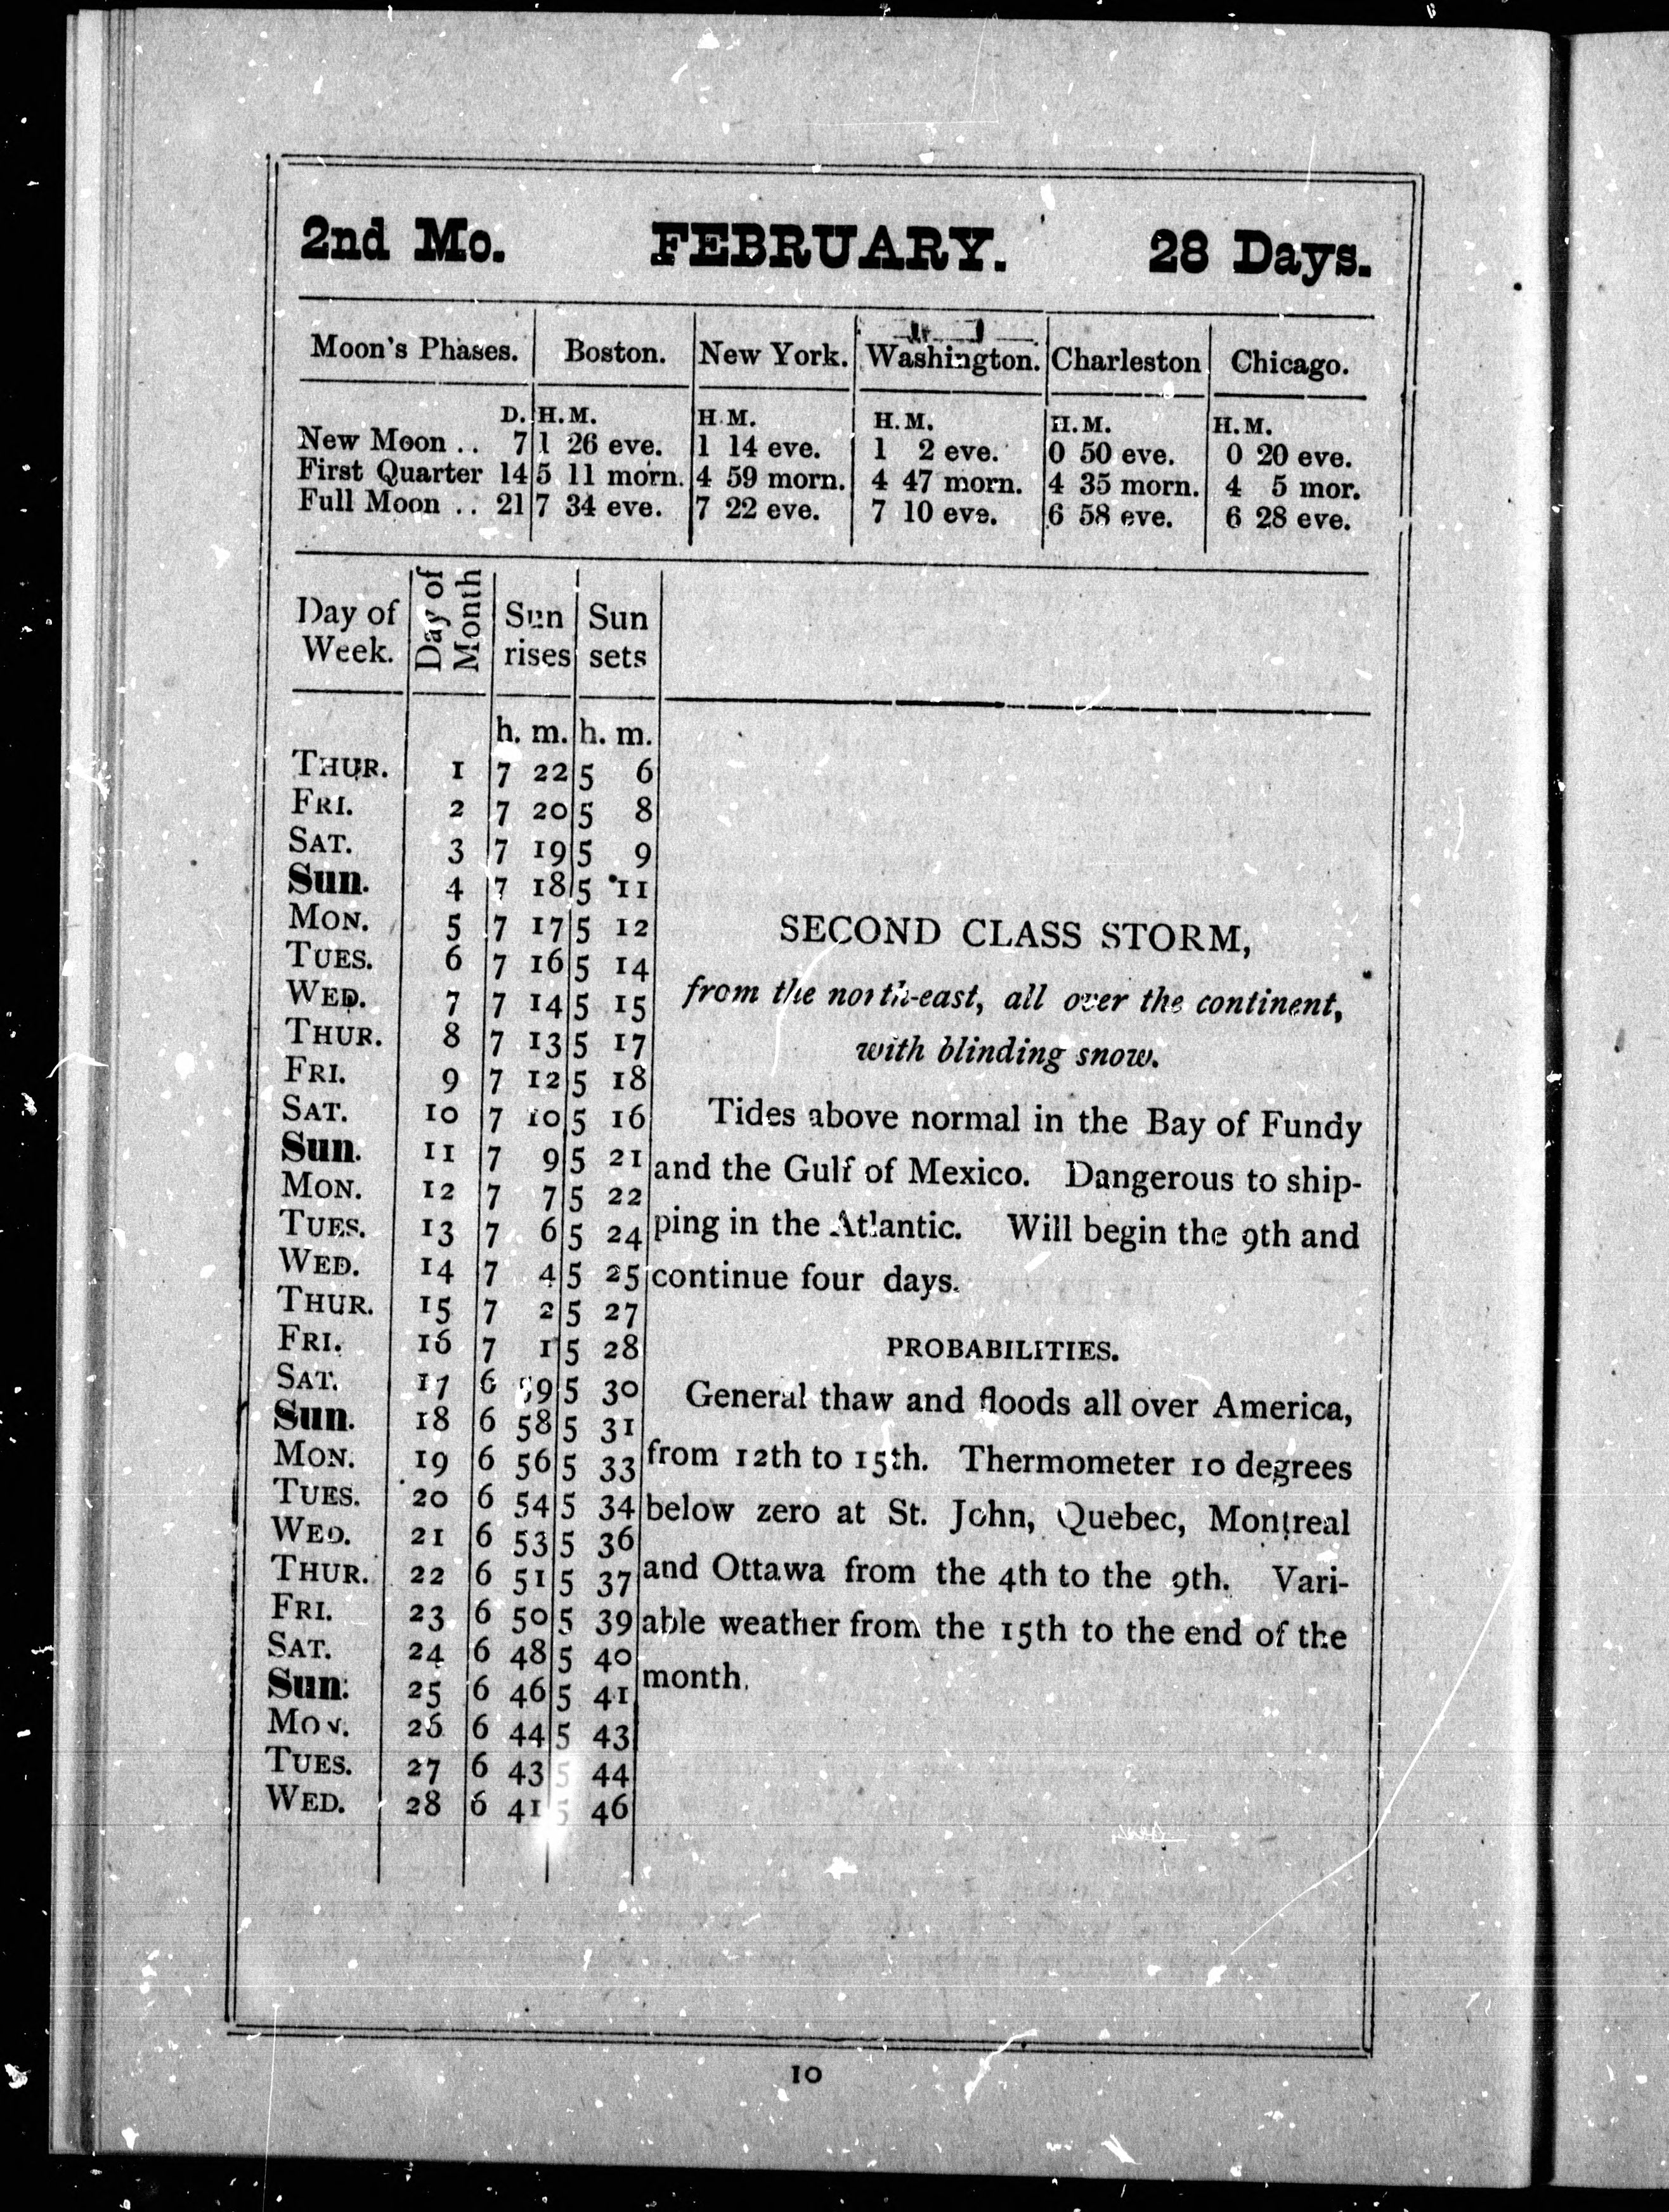 2nd Mo. FEBRUARY. 28 Days.
Moon's Phases. Boston. New York. Washington. Charleston Chicago.
D. H. M. H. M. H. M. H. M. H. M.
New Moon .. 7 1 26 eve. 1 14 eve. 1 2 eve. 0 50 eve. 0 20 eve.
First Quarter 14 5 11 morn. 4 59 morn. 4 47 morn. 4 35 morn. 4 5 mor.
Full Moon .. 21 7 34 eve. 7 22 eve. 7 10 eve. 6 58 eve. 6 28 eve.
Day of Week. Day of Month Sun rises Sun sets
h. m. h. m.
THUR. 1 7 22 5 6
FRI. 2 7 20 5 8
SAT. 3 7 19 5 9
Sun. 4 7 18 5 11
MON. 5 7 17 5 12
TUES. 6 7 16 5 14
WED. 7 7 14 5 15
THUR. 8 7 13 5 17
FRI. 9 7 12 5 18
SAT. 10 7 10 5 16
Sun. 11 7 9 5 21
MON. 12 7 7 5 22
TUES. 13 7 6 5 24
WED. 14 7 4 5 25
THUR. 15 7 2 5 27
FRI. 16 7 1 5 28
SAT. 17 6 59 5 30
Sun. 18 6 58 5 31
MON. 19 6 56 5 33
TUES. 20 6 54 5 34
WED. 21 6 53 5 36
THUR. 22 6 51 5 37
FRI. 23 6 50 5 39
SAT. 24 6 48 5 40
Sun. 25 6 46 5 41
MON. 26 6 44 5 43
TUES. 27 6 43 5 44
WED. 28 6 41 5 46
SECOND CLASS STORM,
from the north-east, all over the continent,
with blinding snow.
Tides above normal in the Bay of Fundy
and the Gulf of Mexico. Dangerous to ship-
ping in the Atlantic. Will begin the 9th and
continue four days.
PROBABILITIES.
General thaw and floods all over America,
from 12th to 15th. Thermometer 10 degrees
below zero at St. John, Quebec, Montreal
and Ottawa from the 4th to the 9th. Vari-
able weather from the 15th to the end of the
month.
10